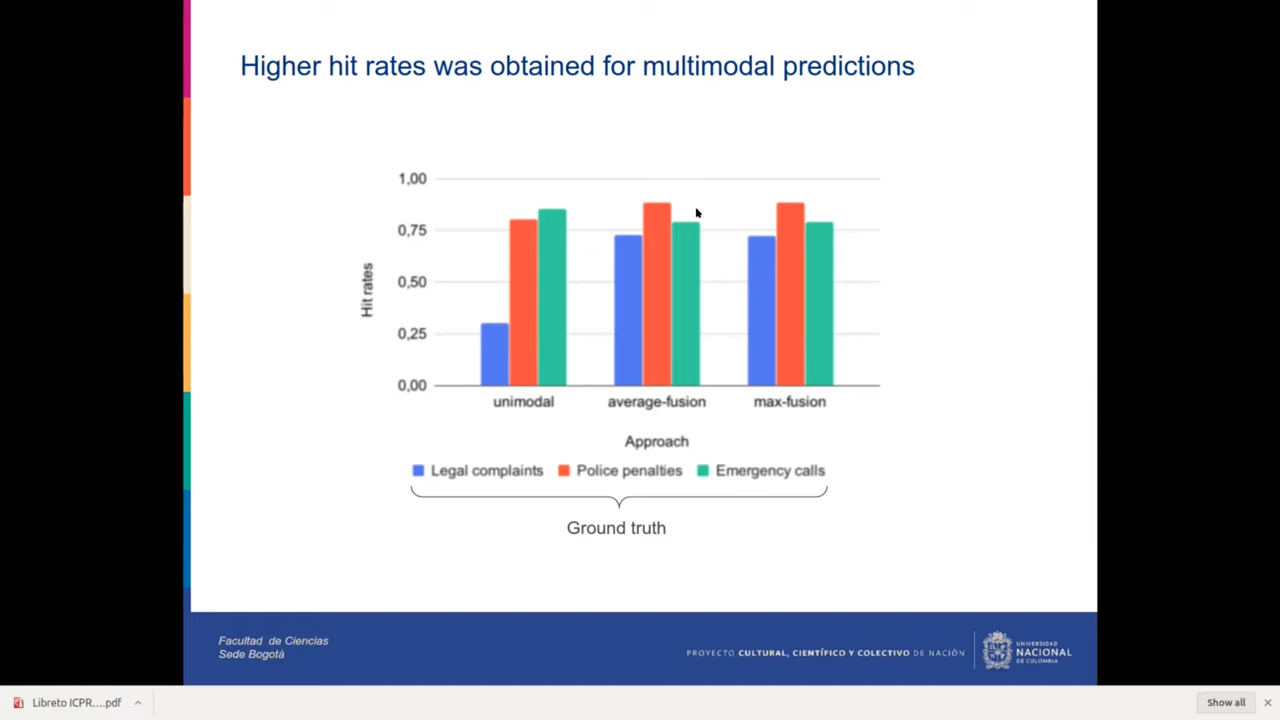 Higher hit rates was obtained for multimodal predictions
1,00
0,75
0,50
0,25
0,00
Hit rates
unimodal average-fusion max-fusion
Approach
Legal complaints Police penalties Emergency calls
Ground truth
Facultad de Ciencias
Sede Bogotá
PROYECTO CULTURAL, CIENTÍFICO Y COLECTIVO DE NACIÓN
UNIVERSIDAD
NACIONAL
DE COLOMBIA
Libreto ICPR....pdf
Show all